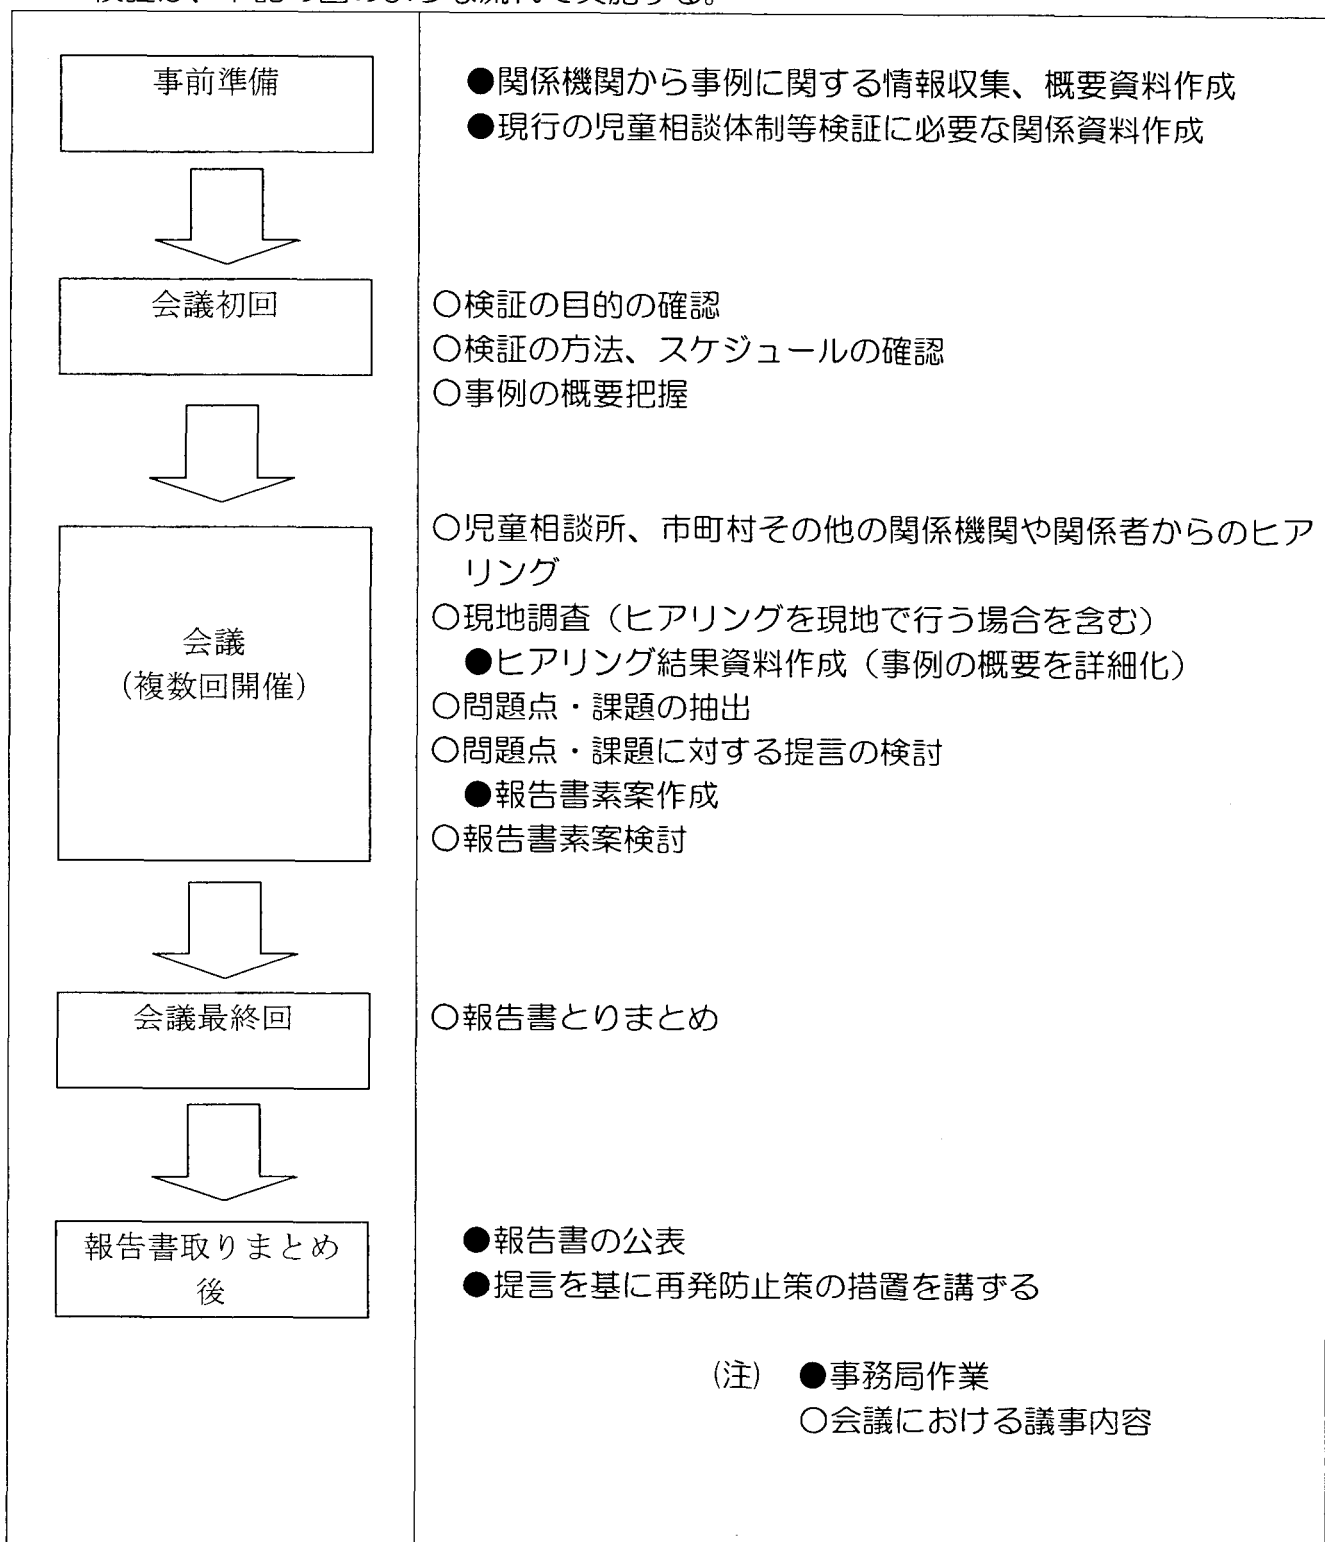 事前準備
●関係機関から事例に関する情報収集、概要資料作成
●現行の児童相談体制等検証に必要な関係資料作成
会議初回
○検証の目的の確認
○検証の方法、スケジュールの確認
○事例の概要把握
会議
(複数回開催)
○児童相談所、市町村その他の関係機関や関係者からのヒア
リング
○現地調査（ヒアリングを現地で行う場合を含む）
●ヒアリング結果資料作成（事例の概要を詳細化）
○問題点・課題の抽出
○問題点・課題に対する提言の検討
●報告書素案作成
○報告書素案検討
会議最終回
○報告書とりまとめ
報告書取りまとめ
後
●報告書の公表
●提言を基に再発防止策の措置を講ずる
(注) ●事務局作業
○会議における議事内容